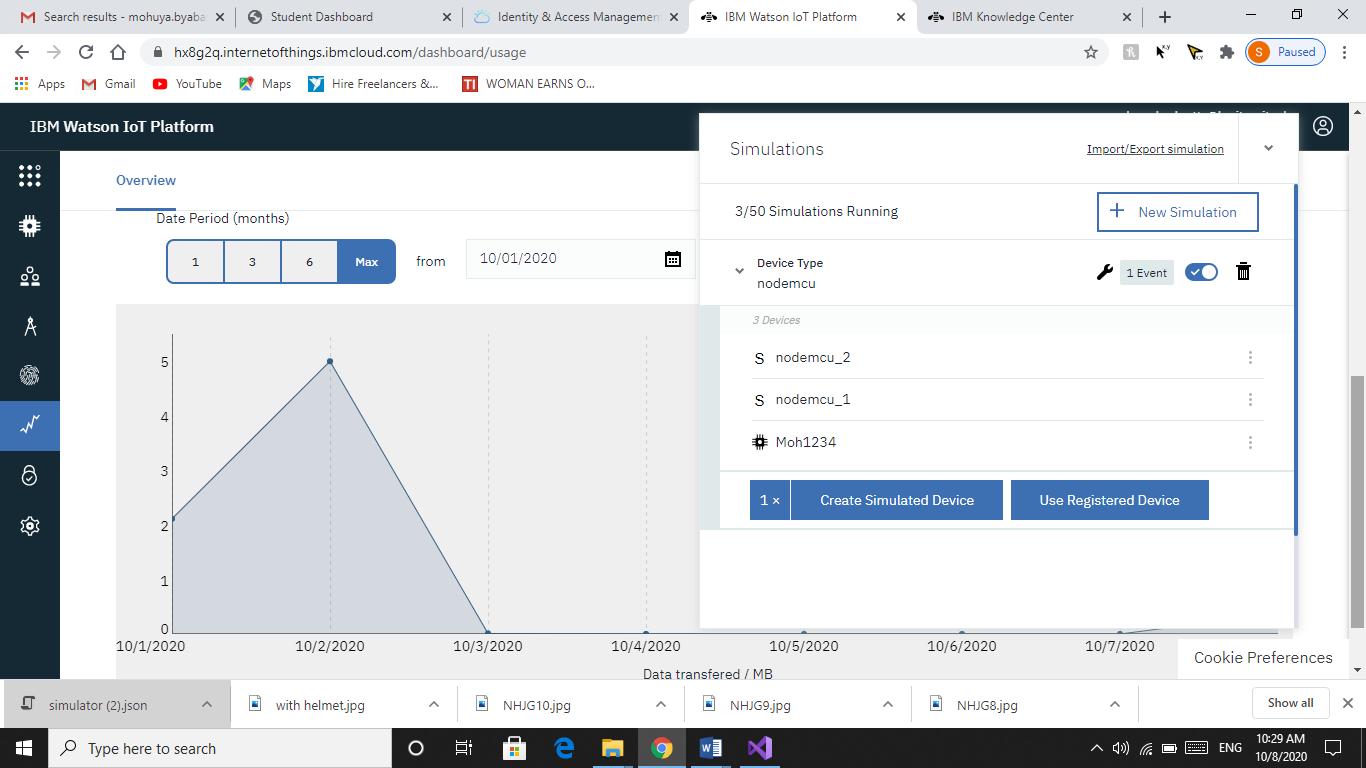 Search results - mohuya.byaba
Student Dashboard
Identity & Access Management
IBM Watson IoT Platform
IBM Knowledge Center
hx8g2q.internetofthings.ibmcloud.com/dashboard/usage
S Paused
Apps
Gmail
YouTube
Maps
Hire Freelancers &...
TI WOMAN EARNS O...
IBM Watson IoT Platform
Overview
Date Period (months)
1 3 6 Max from 10/01/2020
Simulations
Import/Export simulation
3/50 Simulations Running
+ New Simulation
Device Type
nodemcu
1 Event
3 Devices
S nodemcu_2
S nodemcu_1
Moh1234
1 × Create Simulated Device
Use Registered Device
5
4
3
2
1
0
10/1/2020 10/2/2020 10/3/2020 10/4/2020 10/5/2020 10/6/2020 10/7/2020
Data transfered / MB
Cookie Preferences
simulator (2).json
with helmet.jpg
NHJG10.jpg
NHJG9.jpg
NHJG8.jpg
Show all
Type here to search
ENG
10:29 AM
10/8/2020